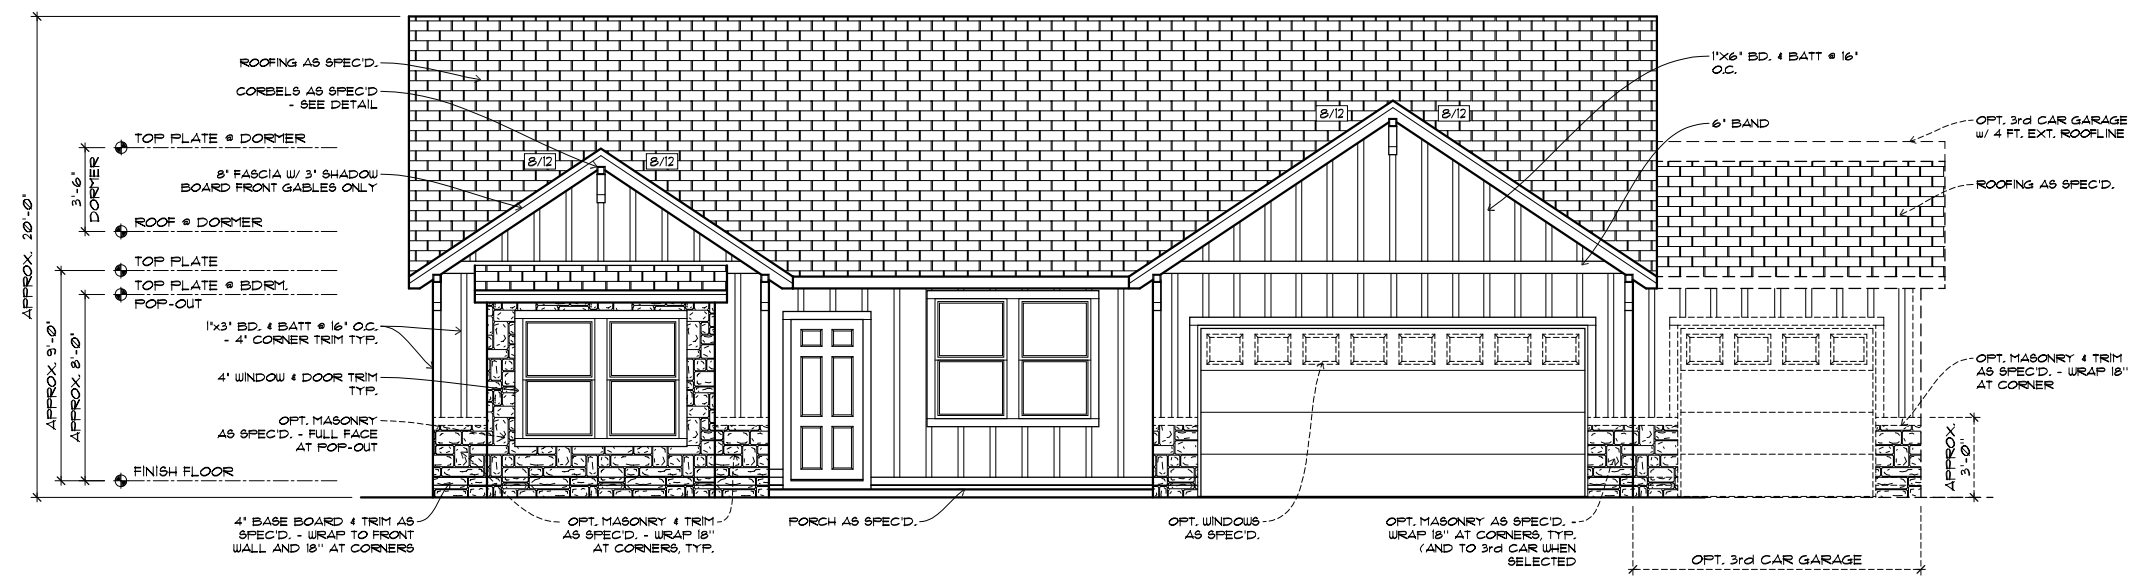 ROOFING AS SPEC'D.
CORBELS AS SPEC'D
- SEE DETAIL
TOP PLATE @ DORMER
8/12
8/12
8" FASCIA W/ 3" SHADOW
BOARD FRONT GABLES ONLY
3'-6"
DORMER
ROOF @ DORMER
APPROX. 20'-0"
TOP PLATE
TOP PLATE @ BDRM.
POP-OUT
APPROX. 9'-0"
APPROX. 8'-0"
1"x3" BD. & BATT @ 16" O.C.
- 4" CORNER TRIM TYP.
4" WINDOW & DOOR TRIM
TYP.
OPT. MASONRY
AS SPEC'D. - FULL FACE
AT POP-OUT
FINISH FLOOR
4" BASE BOARD & TRIM AS
SPEC'D. - WRAP TO FRONT
WALL AND 18" AT CORNERS
OPT. MASONRY & TRIM
AS SPEC'D. - WRAP 18"
AT CORNERS, TYP.
PORCH AS SPEC'D.
OPT. WINDOWS
AS SPEC'D.
OPT. MASONRY AS SPEC'D. -
WRAP 18" AT CORNERS, TYP.
(AND TO 3rd CAR WHEN
SELECTED
8/12
8/12
1"X6" BD. & BATT @ 16"
O.C.
6" BAND
OPT. 3rd CAR GARAGE
W/ 4 FT. EXT. ROOFLINE
ROOFING AS SPEC'D.
OPT. MASONRY & TRIM
AS SPEC'D. - WRAP 18"
AT CORNER
APPROX.
3'-0"
OPT. 3rd CAR GARAGE